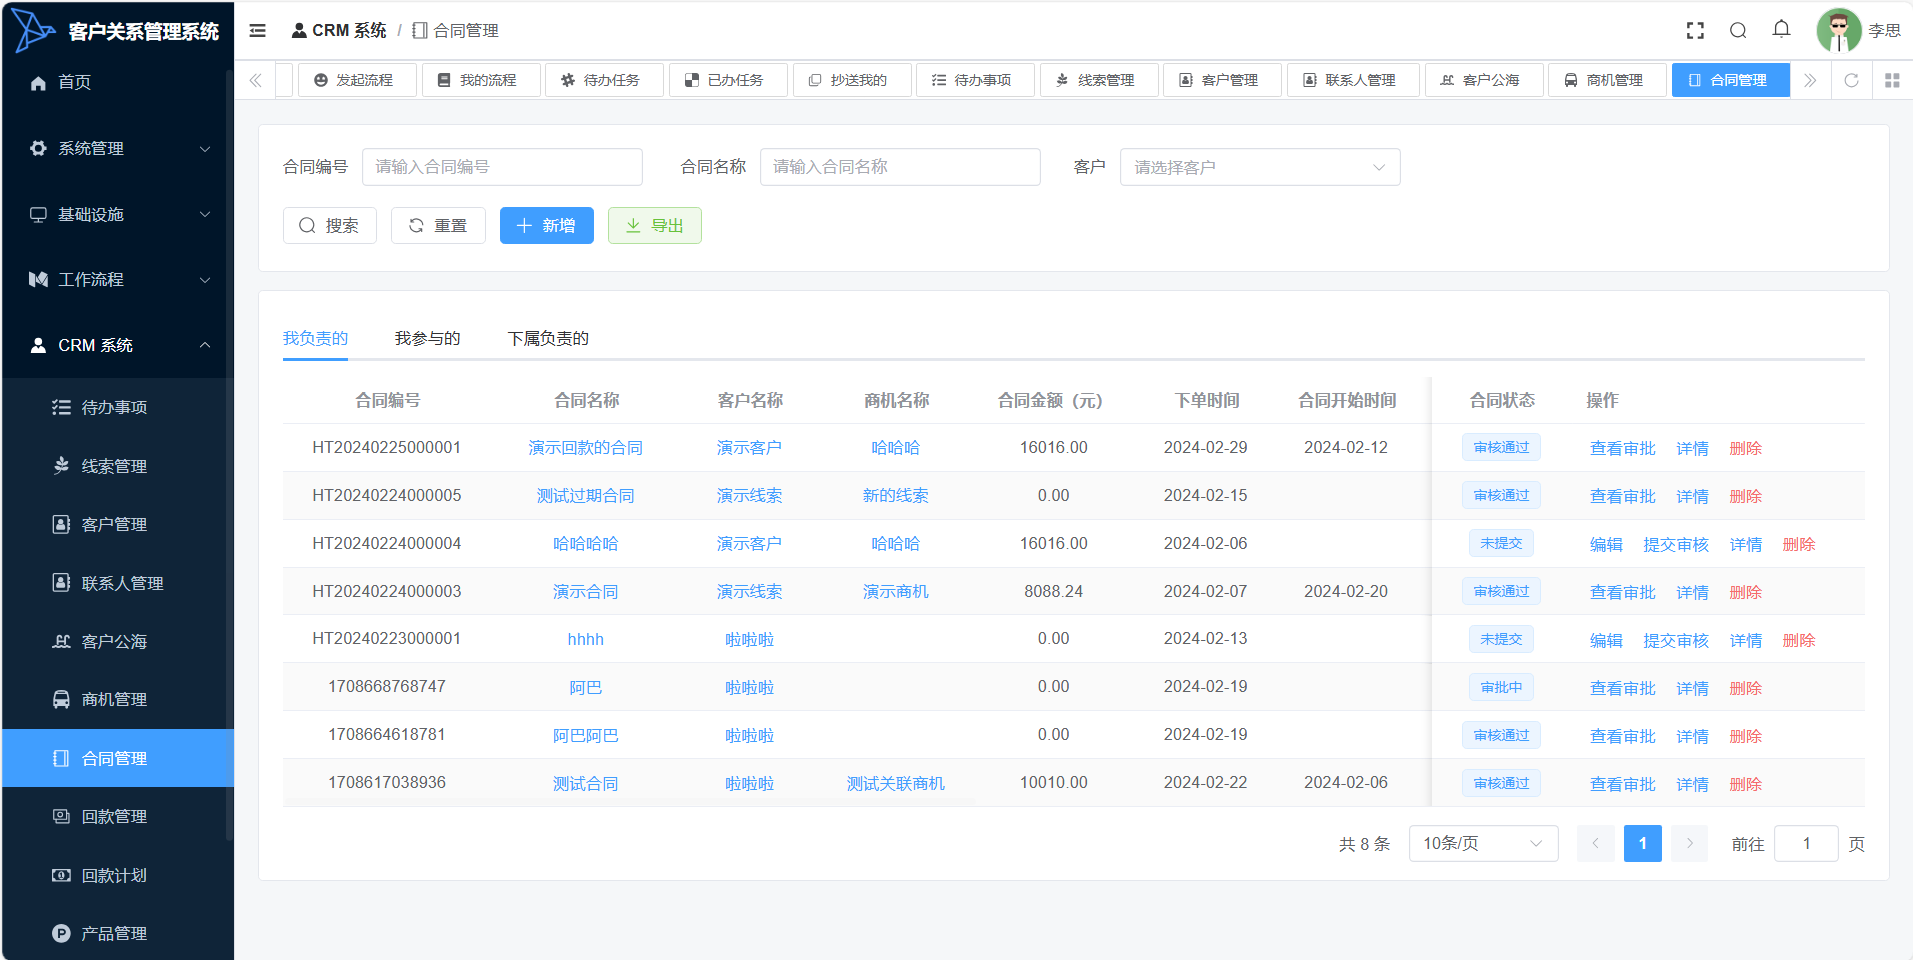 客户关系管理系统
CRM 系统 / 合同管理
李思
首页
系统管理
基础设施
工作流程
CRM 系统
待办事项
线索管理
客户管理
联系人管理
客户公海
商机管理
合同管理
回款管理
回款计划
产品管理
发起流程 我的流程 待办任务 已办任务 抄送我的 待办事项 线索管理 客户管理 联系人管理 客户公海 商机管理 合同管理
合同编号 请输入合同编号 合同名称 请输入合同名称 客户 请选择客户
搜索 重置 新增 导出
我负责的 我参与的 下属负责的
合同编号 合同名称 客户名称 商机名称 合同金额（元） 下单时间 合同开始时间 合同状态 操作
HT20240225000001 演示回款的合同 演示客户 哈哈哈 16016.00 2024-02-29 2024-02-12 审核通过 查看审批 详情 删除
HT20240224000005 测试过期合同 演示线索 新的线索 0.00 2024-02-15 审核通过 查看审批 详情 删除
HT20240224000004 哈哈哈哈 演示客户 哈哈哈 16016.00 2024-02-06 未提交 编辑 提交审核 详情 删除
HT20240224000003 演示合同 演示线索 演示商机 8088.24 2024-02-07 2024-02-20 审核通过 查看审批 详情 删除
HT20240223000001 hhhh 啦啦啦 0.00 2024-02-13 未提交 编辑 提交审核 详情 删除
1708668768747 阿巴 啦啦啦 0.00 2024-02-19 审批中 查看审批 详情 删除
1708664618781 阿巴阿巴 啦啦啦 0.00 2024-02-19 审核通过 查看审批 详情 删除
1708617038936 测试合同 啦啦啦 测试关联商机 10010.00 2024-02-22 2024-02-06 审核通过 查看审批 详情 删除
共 8 条 10条/页 1 前往 1 页